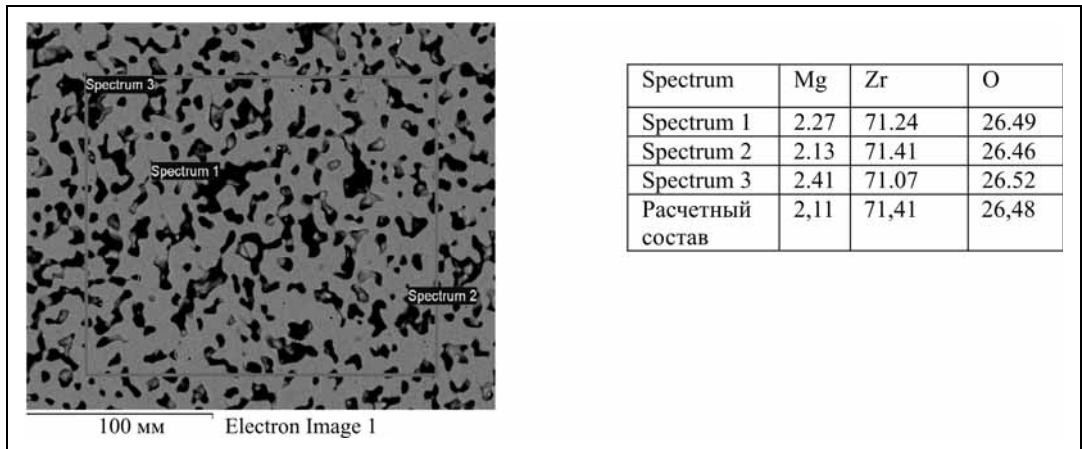 Spectrum 3
Spectrum 1
Spectrum 2
100 мм Electron Image 1
Spectrum Mg Zr O
Spectrum 1 2.27 71.24 26.49
Spectrum 2 2.13 71.41 26.46
Spectrum 3 2.41 71.07 26.52
Расчетный 2,11 71,41 26,48
состав